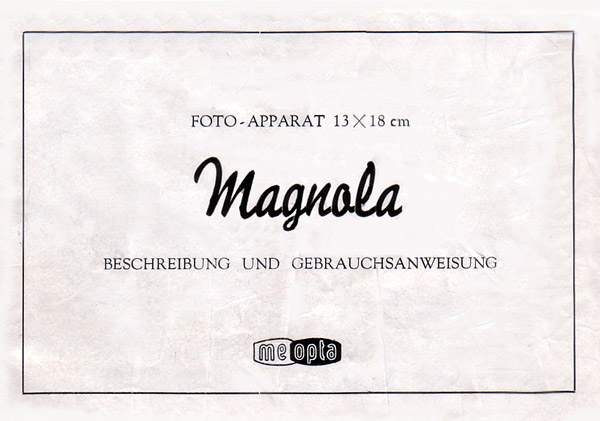 FOTO-APPARAT 13×18 cm
Magnola
BESCHREIBUNG UND GEBRAUCHSANWEISUNG
meopta